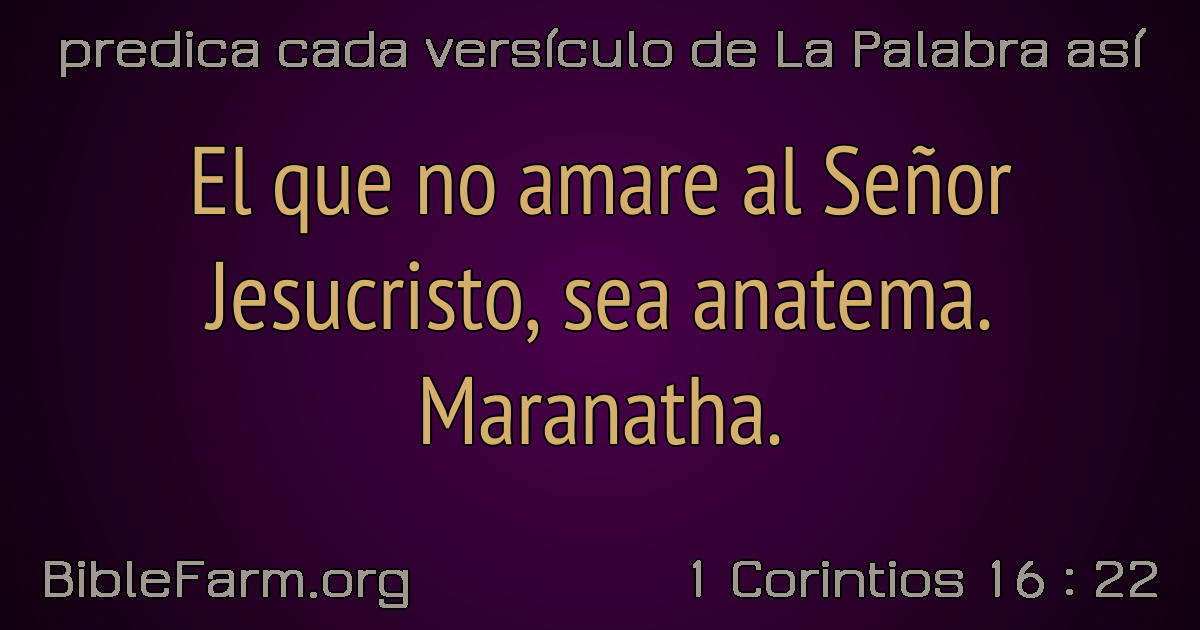 predica cada versículo de La Palabra así
El que no amare al Señor
Jesucristo, sea anatema.
Maranatha.
BibleFarm.org
1 Corintios 16 : 22